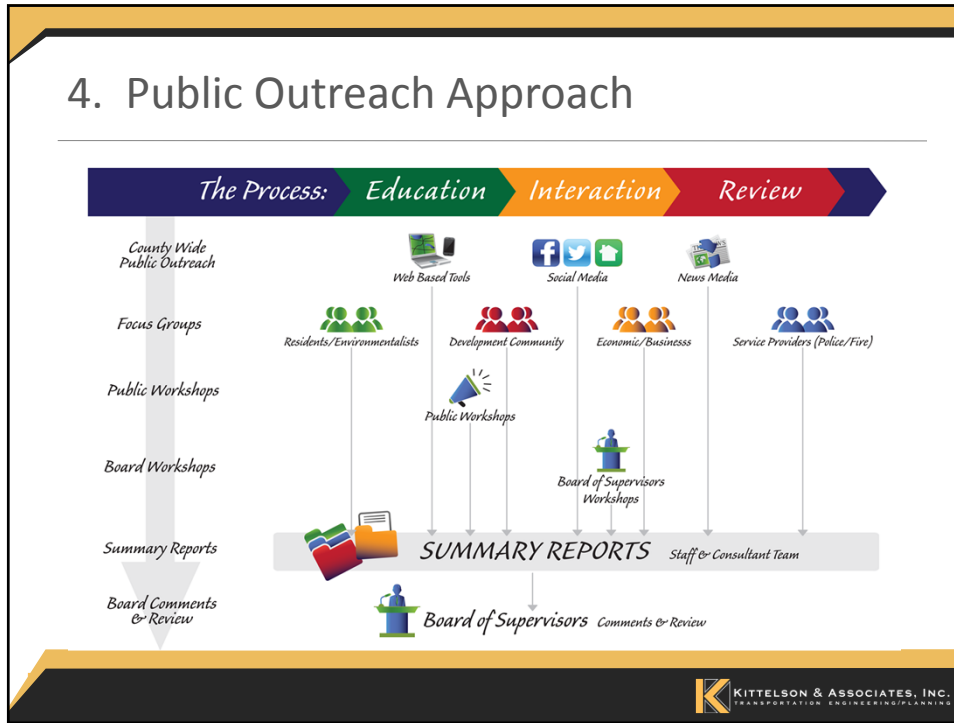 4. Public Outreach Approach
The Process:
Education
Interaction
Review
County Wide
Public Outreach
Web Based Tools
Social Media
News Media
Focus Groups
Residents/Environmentalists
Development Community
Economic/Businesss
Service Providers (Police/Fire)
Public Workshops
Public Workshops
Board Workshops
Board of Supervisors
Workshops
Summary Reports
SUMMARY REPORTS Staff & Consultant Team
Board Comments
& Review
Board of Supervisors Comments & Review
KITTELSON & ASSOCIATES, INC.
TRANSPORTATION ENGINEERING/PLANNING